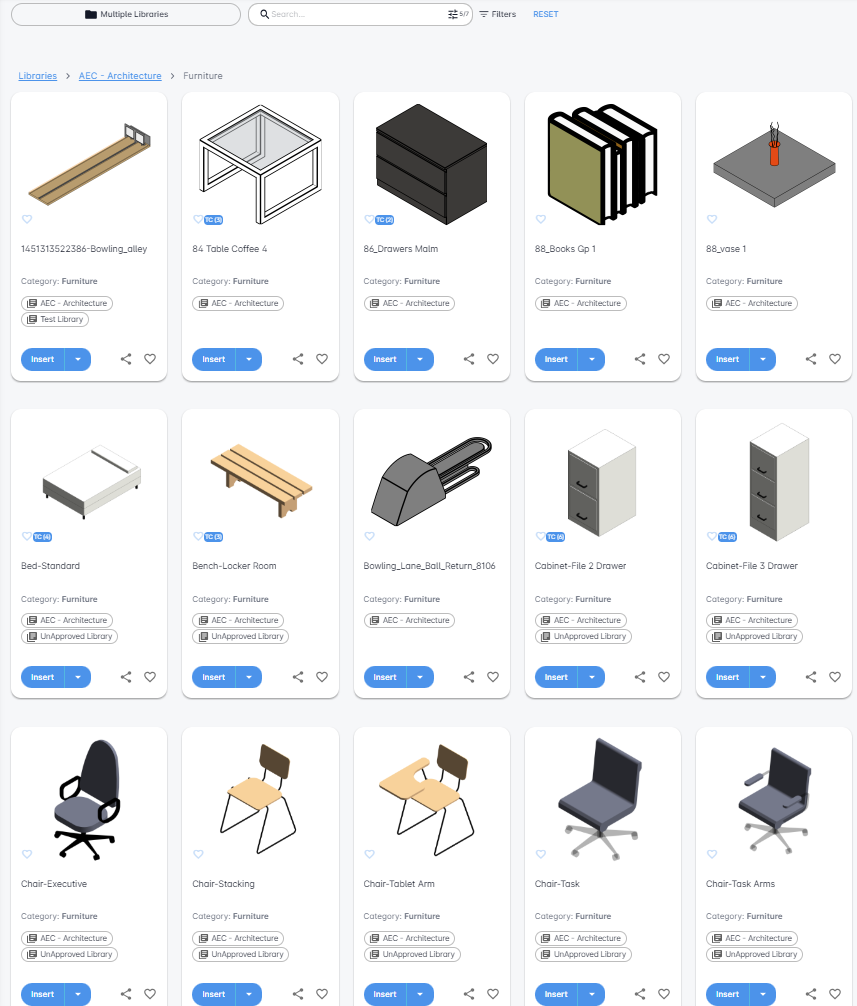 Multiple Libraries
Search...
5/7
Filters
RESET
Libraries > AEC - Architecture > Furniture
TC (3)
TC (2)
1451313522386-Bowling_alley
84 Table Coffee 4
86_Drawers Malm
88_Books Gp 1
88_vase 1
Category: Furniture
Category: Furniture
Category: Furniture
Category: Furniture
Category: Furniture
AEC - Architecture
AEC - Architecture
AEC - Architecture
AEC - Architecture
AEC - Architecture
Test Library
Insert
Insert
Insert
Insert
Insert
TC (4)
TC (3)
TC (6)
TC (6)
Bed-Standard
Bench-Locker Room
Bowling_Lane_Ball_Return_8106
Cabinet-File 2 Drawer
Cabinet-File 3 Drawer
Category: Furniture
Category: Furniture
Category: Furniture
Category: Furniture
Category: Furniture
AEC - Architecture
AEC - Architecture
AEC - Architecture
AEC - Architecture
AEC - Architecture
UnApproved Library
UnApproved Library
UnApproved Library
UnApproved Library
Insert
Insert
Insert
Insert
Insert
Chair-Executive
Chair-Stacking
Chair-Tablet Arm
Chair-Task
Chair-Task Arms
Category: Furniture
Category: Furniture
Category: Furniture
Category: Furniture
Category: Furniture
AEC - Architecture
AEC - Architecture
AEC - Architecture
AEC - Architecture
AEC - Architecture
UnApproved Library
UnApproved Library
UnApproved Library
UnApproved Library
UnApproved Library
Insert
Insert
Insert
Insert
Insert